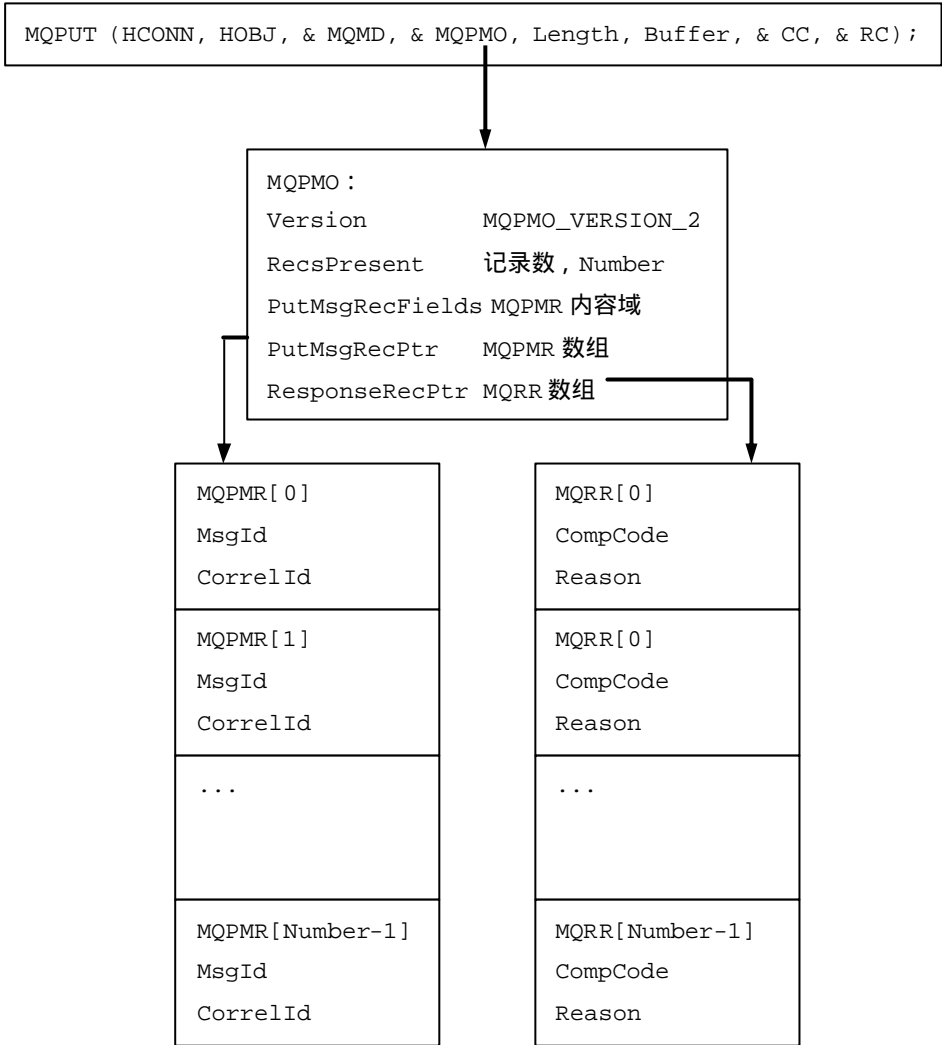 MQPUT (HCONN, HOBJ, & MQMD, & MQPMO, Length, Buffer, & CC, & RC);
MQPMO：
Version MQPMO_VERSION_2
RecsPresent 记录数，Number
PutMsgRecFields MQPMR 内容域
PutMsgRecPtr MQPMR 数组
ResponseRecPtr MQRR 数组
MQPMR[0]
MsgId
CorrelId
MQPMR[1]
MsgId
CorrelId
...
MQPMR[Number-1]
MsgId
CorrelId
MQRR[0]
CompCode
Reason
MQRR[0]
CompCode
Reason
...
MQRR[Number-1]
CompCode
Reason